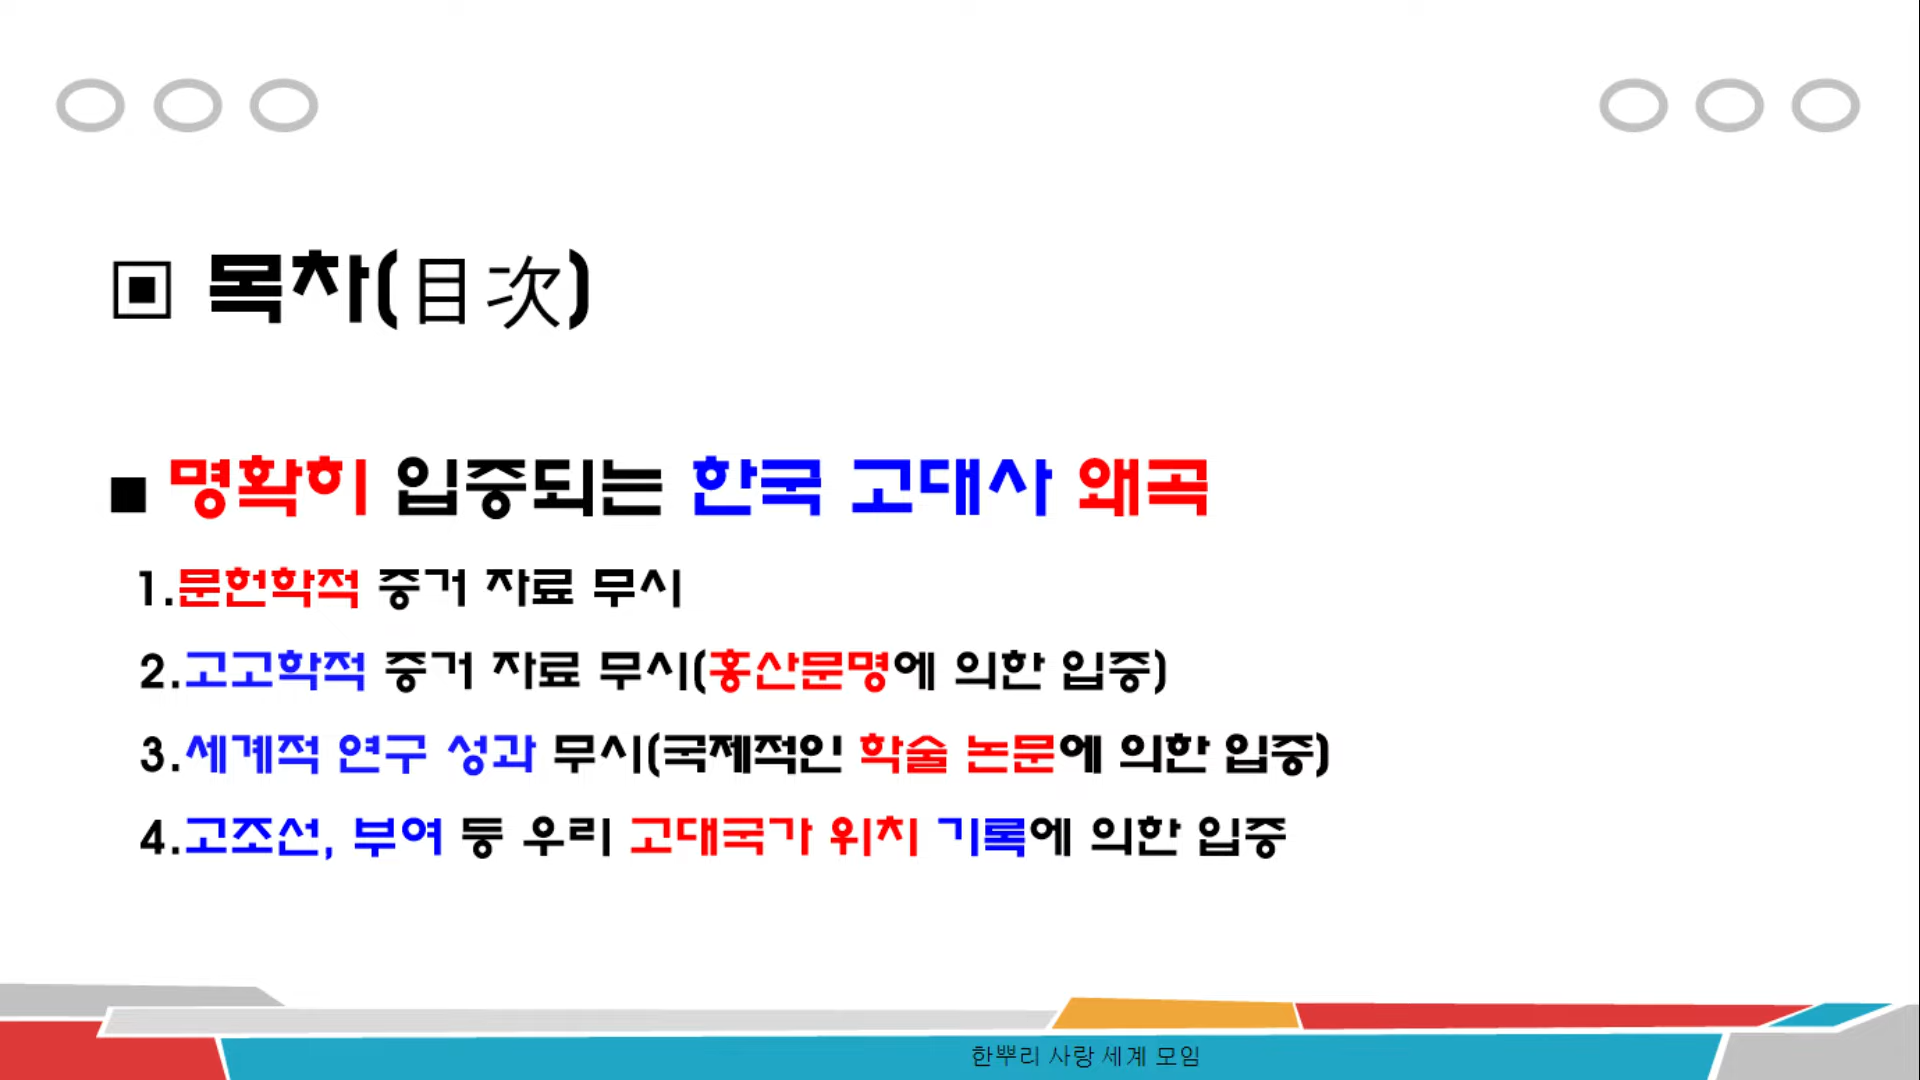 ▣ 목차(目次)
■ 명확히 입증되는 한국 고대사 왜곡
1.문헌학적 증거 자료 무시
2.고고학적 증거 자료 무시(홍산문명에 의한 입증)
3.세계적 연구 성과 무시(국제적인 학술 논문에 의한 입증)
4.고조선, 부여 등 우리 고대국가 위치 기록에 의한 입증
한뿌리 사랑 세계 모임